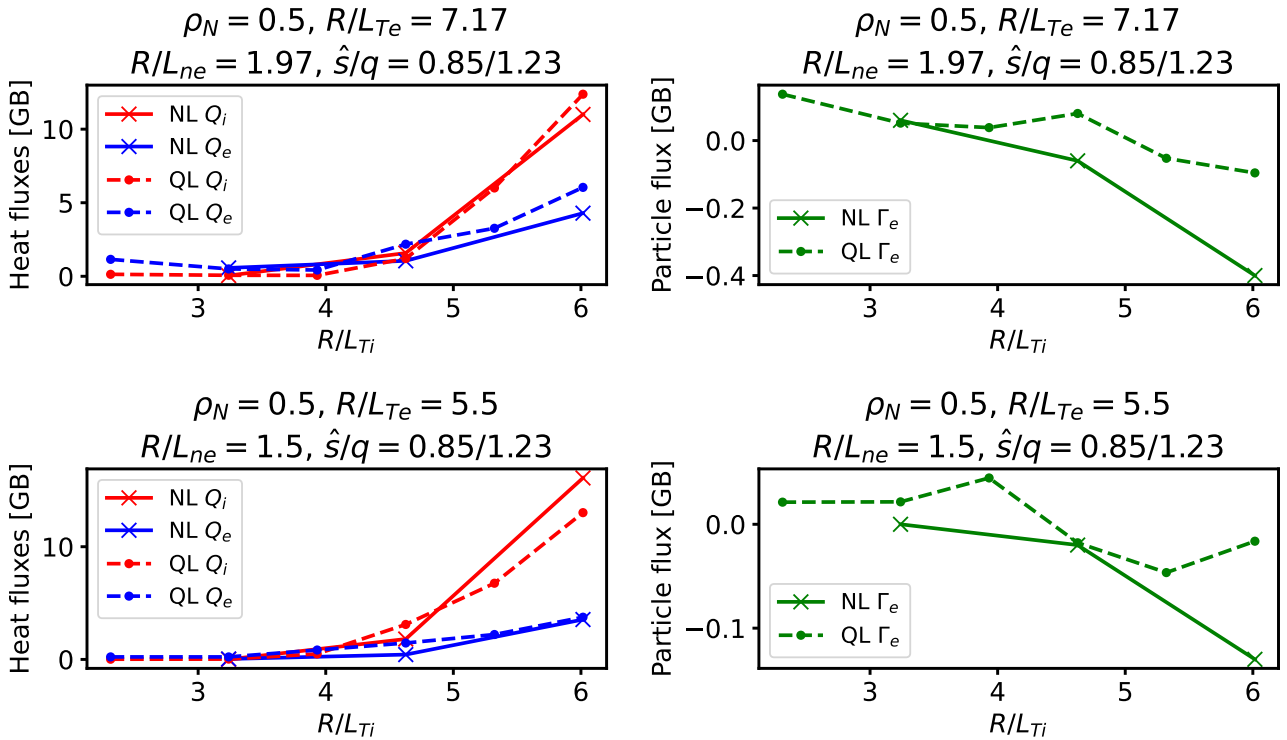 ρ_N = 0.5, R/L_Te = 7.17
R/L_ne = 1.97, ŝ/q = 0.85/1.23
Heat fluxes [GB]
10
5
0
NL Q_i
NL Q_e
QL Q_i
QL Q_e
3 4 5 6
R/L_Ti
ρ_N = 0.5, R/L_Te = 7.17
R/L_ne = 1.97, ŝ/q = 0.85/1.23
Particle flux [GB]
0.0
−0.2
−0.4
NL Γ_e
QL Γ_e
3 4 5 6
R/L_Ti
ρ_N = 0.5, R/L_Te = 5.5
R/L_ne = 1.5, ŝ/q = 0.85/1.23
Heat fluxes [GB]
10
0
NL Q_i
NL Q_e
QL Q_i
QL Q_e
3 4 5 6
R/L_Ti
ρ_N = 0.5, R/L_Te = 5.5
R/L_ne = 1.5, ŝ/q = 0.85/1.23
Particle flux [GB]
0.0
−0.1
NL Γ_e
QL Γ_e
3 4 5 6
R/L_Ti